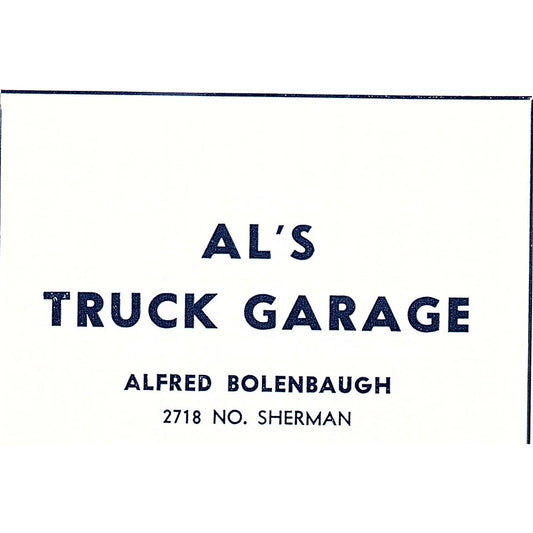 AL'S
TRUCK GARAGE
ALFRED BOLENBAUGH
2718 NO. SHERMAN